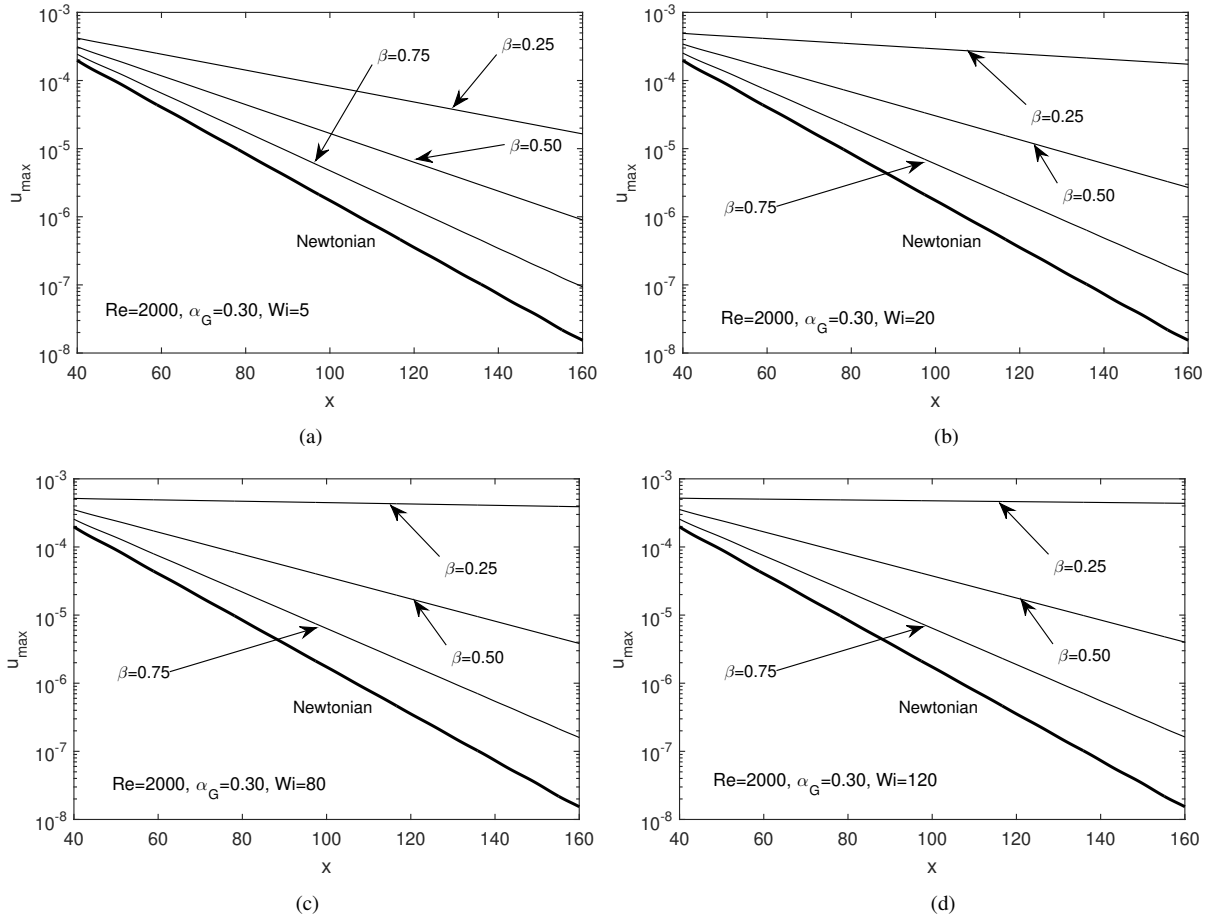 10⁻³
10⁻⁴
10⁻⁵
10⁻⁶
10⁻⁷
10⁻⁸
u_max
β=0.75
β=0.25
β=0.50
Newtonian
Re=2000, α_G=0.30, Wi=5
40 60 80 100 120 140 160
x
(a)
10⁻³
10⁻⁴
10⁻⁵
10⁻⁶
10⁻⁷
10⁻⁸
u_max
β=0.25
β=0.50
β=0.75
Newtonian
Re=2000, α_G=0.30, Wi=20
40 60 80 100 120 140 160
x
(b)
10⁻³
10⁻⁴
10⁻⁵
10⁻⁶
10⁻⁷
10⁻⁸
u_max
β=0.25
β=0.50
β=0.75
Newtonian
Re=2000, α_G=0.30, Wi=80
40 60 80 100 120 140 160
x
(c)
10⁻³
10⁻⁴
10⁻⁵
10⁻⁶
10⁻⁷
10⁻⁸
u_max
β=0.25
β=0.50
β=0.75
Newtonian
Re=2000, α_G=0.30, Wi=120
40 60 80 100 120 140 160
x
(d)